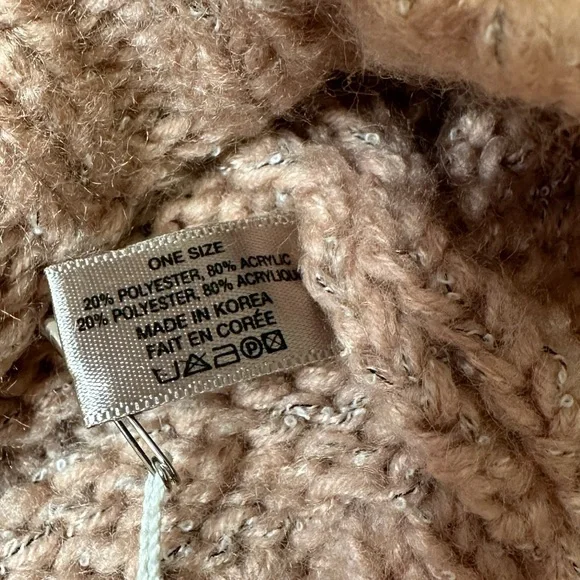 ONE SIZE
20% POLYESTER, 80% ACRYLIC
20% POLYESTER, 80% ACRYLIQUE
MADE IN KOREA
FAIT EN CORÉE